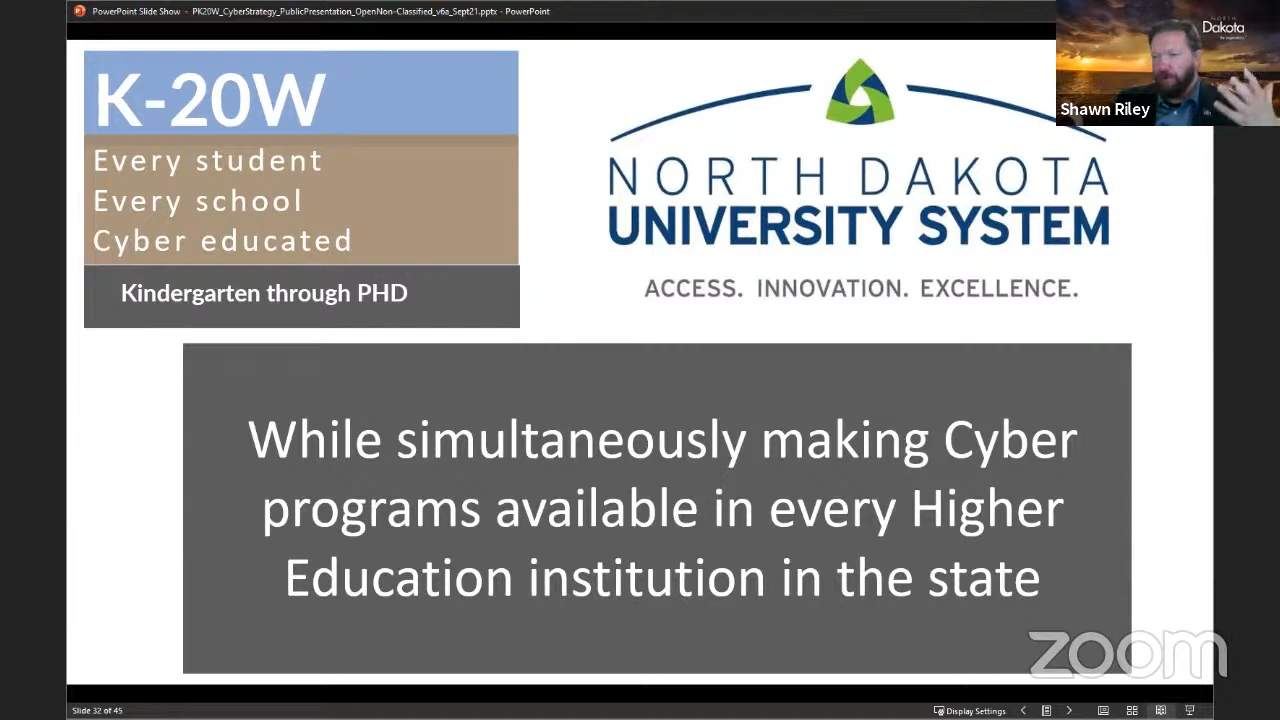 PowerPoint Slide Show - PK20W_CyberStrategy_PublicPresentation_OpenNon-Classified_v6a_Sept21.pptx - PowerPoint
K-20W
Every student
Every school
Cyber educated
Kindergarten through PHD
NORTH DAKOTA
UNIVERSITY SYSTEM
ACCESS. INNOVATION. EXCELLENCE.
NORTH
Dakota
Shawn Riley
While simultaneously making Cyber
programs available in every Higher
Education institution in the state
zoom
Slide 32 of 45
Display Settings